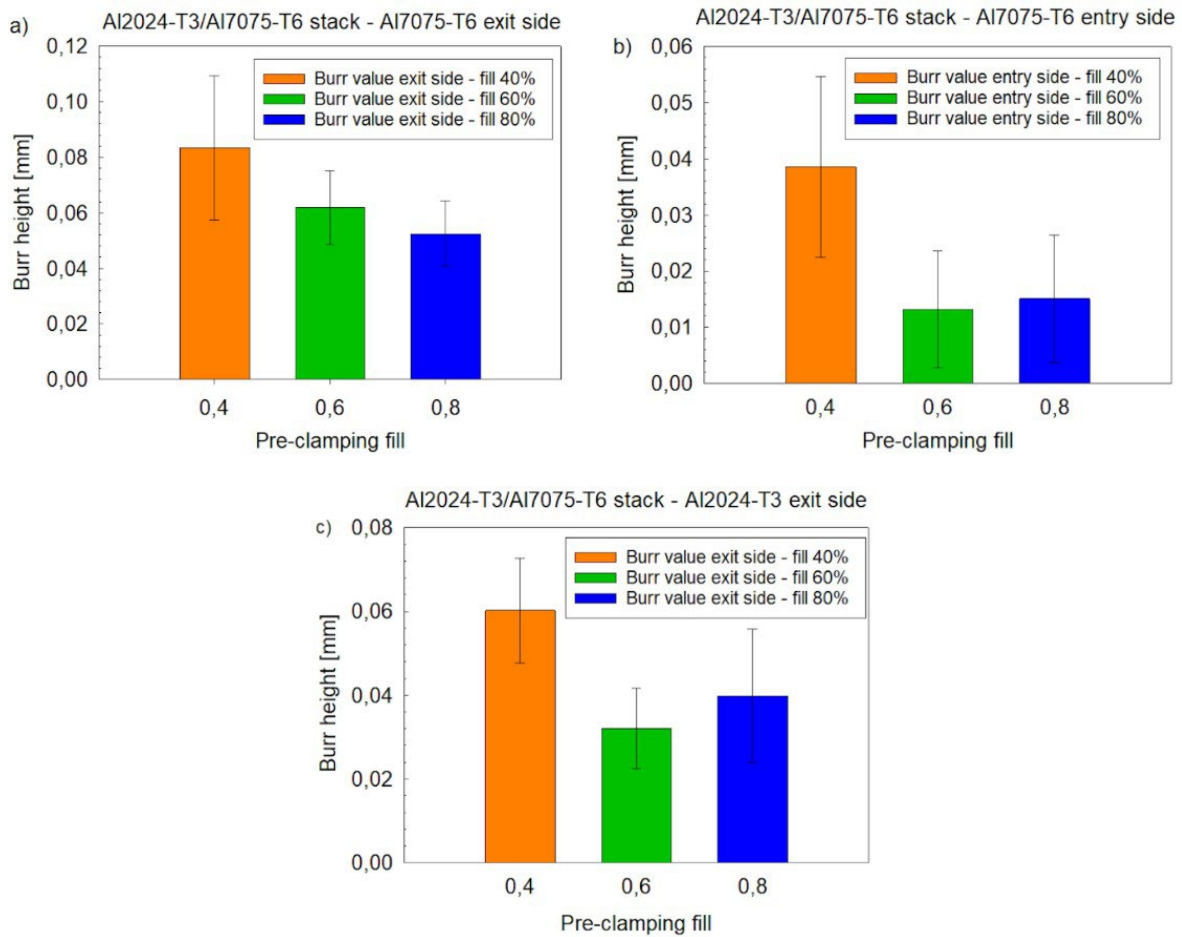 a)
Al2024-T3/Al7075-T6 stack - Al7075-T6 exit side
0,12
0,10
0,08
0,06
0,04
0,02
0,00
Burr height [mm]
Burr value exit side - fill 40%
Burr value exit side - fill 60%
Burr value exit side - fill 80%
0,4 0,6 0,8
Pre-clamping fill
b)
Al2024-T3/Al7075-T6 stack - Al7075-T6 entry side
0,06
0,05
0,04
0,03
0,02
0,01
0,00
Burr height [mm]
Burr value entry side - fill 40%
Burr value entry side - fill 60%
Burr value entry side - fill 80%
0,4 0,6 0,8
Pre-clamping fill
c)
Al2024-T3/Al7075-T6 stack - Al2024-T3 exit side
0,08
0,06
0,04
0,02
0,00
Burr height [mm]
Burr value exit side - fill 40%
Burr value exit side - fill 60%
Burr value exit side - fill 80%
0,4 0,6 0,8
Pre-clamping fill